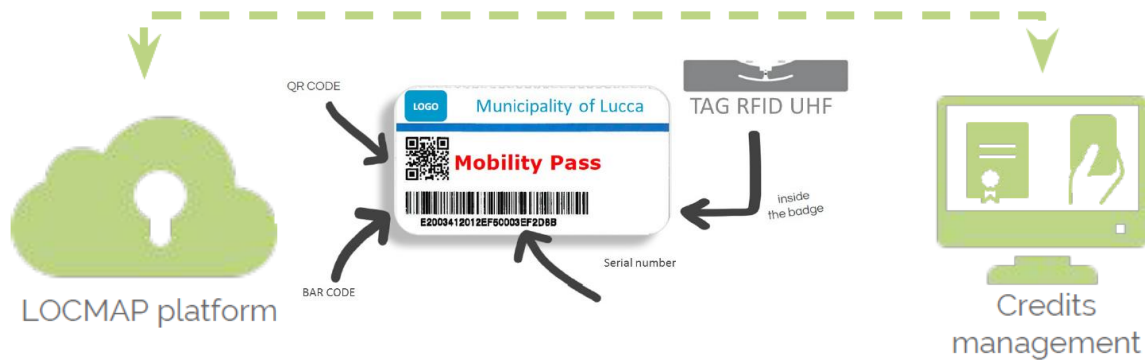 QR CODE
LOGO
Municipality of Lucca
TAG RFID UHF
Mobility Pass
inside
the badge
E2003412012EF50003EF2D8B
Serial number
BAR CODE
LOCMAP platform
Credits
management